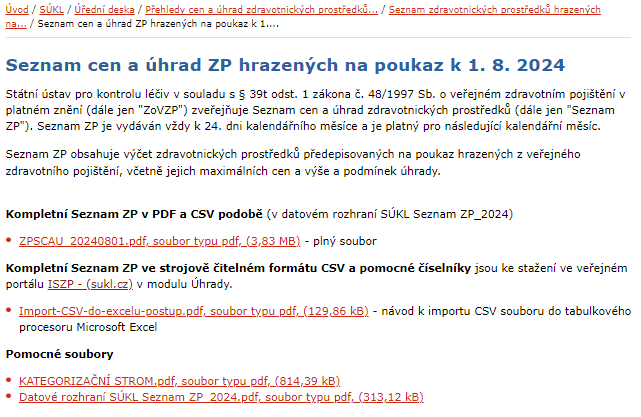 Úvod / SÚKL / Úřední deska / Přehledy cen a úhrad zdravotnických prostředků... / Seznam zdravotnických prostředků hrazených
na... / Seznam cen a úhrad ZP hrazených na poukaz k 1....
Seznam cen a úhrad ZP hrazených na poukaz k 1. 8. 2024
Státní ústav pro kontrolu léčiv v souladu s § 39t odst. 1 zákona č. 48/1997 Sb. o veřejném zdravotním pojištění v
platném znění (dále jen "ZoVZP") zveřejňuje Seznam cen a úhrad zdravotnických prostředků (dále jen "Seznam
ZP"). Seznam ZP je vydáván vždy k 24. dni kalendářního měsíce a je platný pro následující kalendářní měsíc.
Seznam ZP obsahuje výčet zdravotnických prostředků předepisovaných na poukaz hrazených z veřejného
zdravotního pojištění, včetně jejich maximálních cen a výše a podmínek úhrady.
Kompletní Seznam ZP v PDF a CSV podobě (v datovém rozhraní SÚKL Seznam ZP_2024)
• ZPSCAU_20240801.pdf, soubor typu pdf, (3,83 MB) - plný soubor
Kompletní Seznam ZP ve strojově čitelném formátu CSV a pomocné číselníky jsou ke stažení ve veřejném
portálu ISZP - (sukl.cz) v modulu Úhrady.
• Import-CSV-do-excelu-postup.pdf, soubor typu pdf, (129,86 kB) - návod k importu CSV souboru do tabulkového
procesoru Microsoft Excel
Pomocné soubory
• KATEGORIZAČNÍ STROM.pdf, soubor typu pdf, (814,39 kB)
• Datové rozhraní SÚKL Seznam ZP_2024.pdf, soubor typu pdf, (313,12 kB)